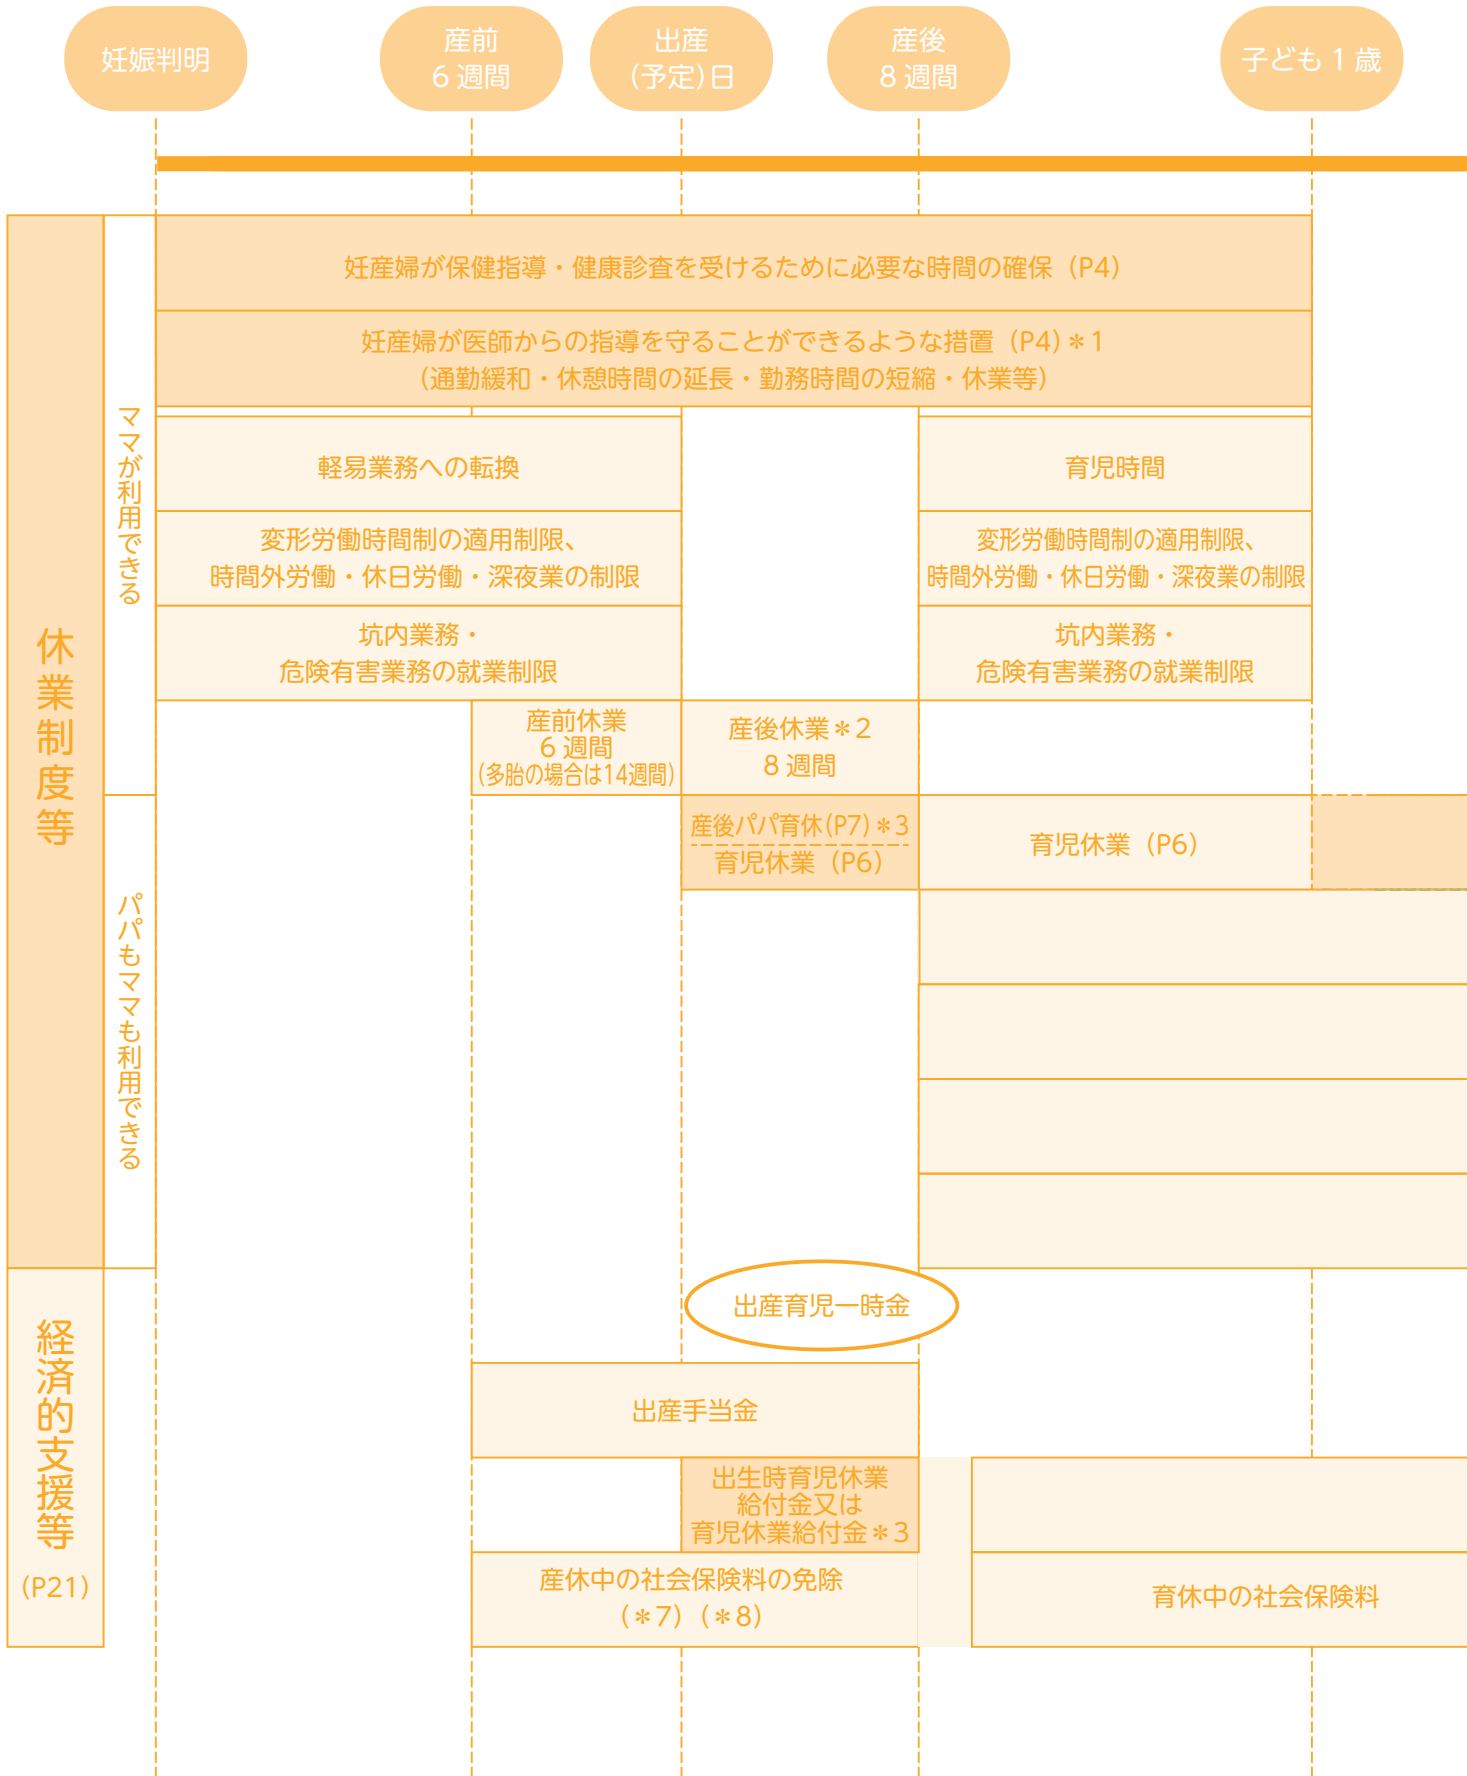 妊娠判明
産前
6週間
出産
(予定)日
産後
8週間
子ども1歳
休業制度等
ママが利用できる
妊産婦が保健指導・健康診査を受けるために必要な時間の確保（P4）
妊産婦が医師からの指導を守ることができるような措置（P4）＊1
（通勤緩和・休憩時間の延長・勤務時間の短縮・休業等）
軽易業務への転換
育児時間
変形労働時間制の適用制限、
時間外労働・休日労働・深夜業の制限
変形労働時間制の適用制限、
時間外労働・休日労働・深夜業の制限
坑内業務・
危険有害業務の就業制限
坑内業務・
危険有害業務の就業制限
産前休業
6週間
(多胎の場合は14週間)
産後休業＊2
8週間
パパもママも利用できる
産後パパ育休(P7)＊3
育児休業（P6）
育児休業（P6）
経済的支援等
（P21）
出産育児一時金
出産手当金
出生時育児休業
給付金又は
育児休業給付金＊3
産休中の社会保険料の免除
（＊7）（＊8）
育休中の社会保険料